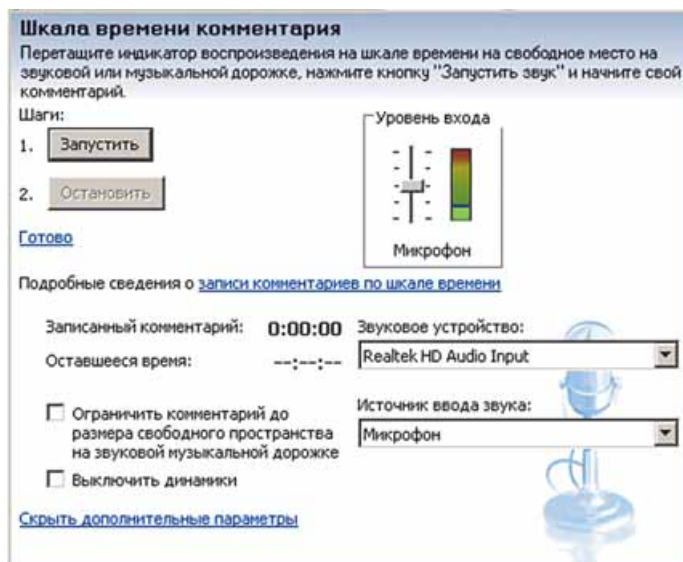 Шкала времени комментария
Перетащите индикатор воспроизведения на шкале времени на свободное место на
звуковой или музыкальной дорожке, нажмите кнопку "Запустить звук" и начните свой
комментарий.
Шаги:
1. Запустить
2. Остановить
Готово
Уровень входа
Микрофон
Подробные сведения о записи комментариев по шкале времени
Записанный комментарий: 0:00:00
Оставшееся время: --:--:--
Звуковое устройство:
Realtek HD Audio Input
Ограничить комментарий до
размера свободного пространства
на звуковой музыкальной дорожке
Выключить динамики
Источник ввода звука:
Микрофон
Скрыть дополнительные параметры